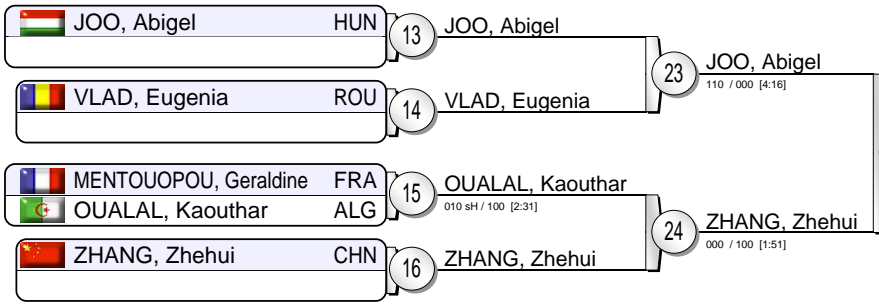 JOO, Abigel HUN
13
JOO, Abigel
VLAD, Eugenia ROU
14
VLAD, Eugenia
23
JOO, Abigel
110 / 000 [4:16]
MENTOUOPOU, Geraldine FRA
OUALAL, Kaouthar ALG
15
OUALAL, Kaouthar
010 sH / 100 [2:31]
ZHANG, Zhehui CHN
16
ZHANG, Zhehui
24
ZHANG, Zhehui
000 / 100 [1:51]